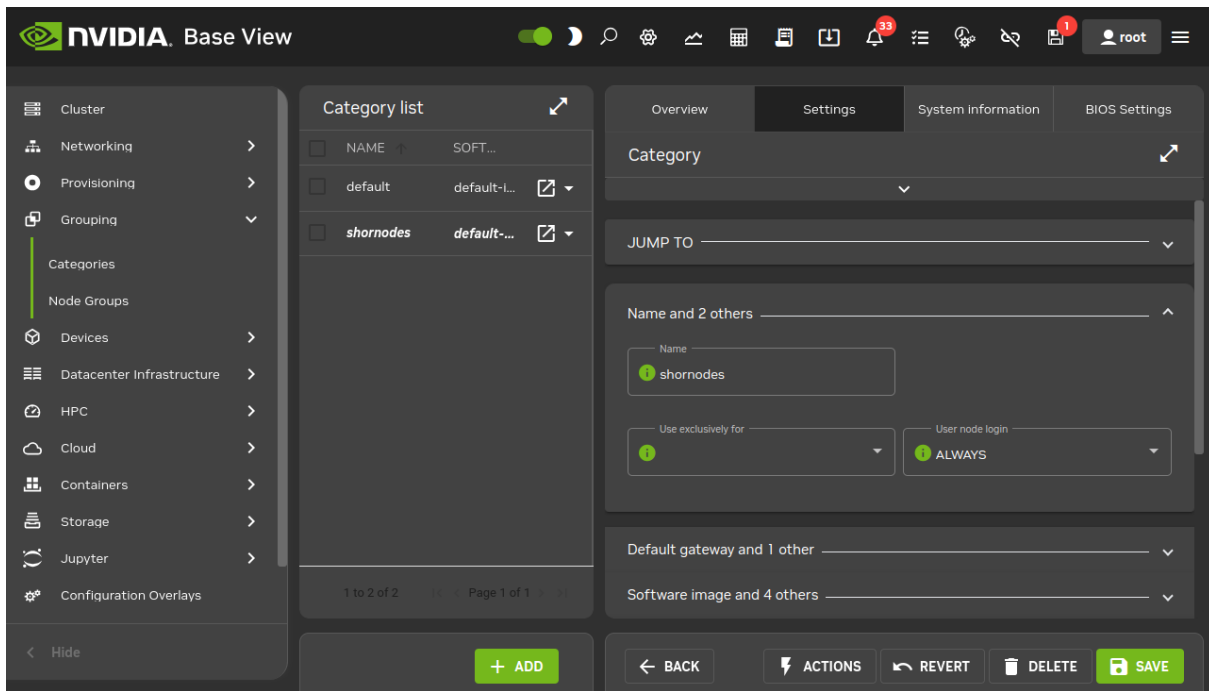 NVIDIA. Base View
33
1
root
Cluster
Networking
Provisioning
Grouping
Categories
Node Groups
Devices
Datacenter Infrastructure
HPC
Cloud
Containers
Storage
Jupyter
Configuration Overlays
Hide
Category list
NAME SOFT...
default default-i...
shornodes default-...
1 to 2 of 2 Page 1 of 1
ADD
Overview Settings System information BIOS Settings
Category
JUMP TO
Name and 2 others
Name
shornodes
Use exclusively for User node login
ALWAYS
Default gateway and 1 other
Software image and 4 others
BACK ACTIONS REVERT DELETE SAVE